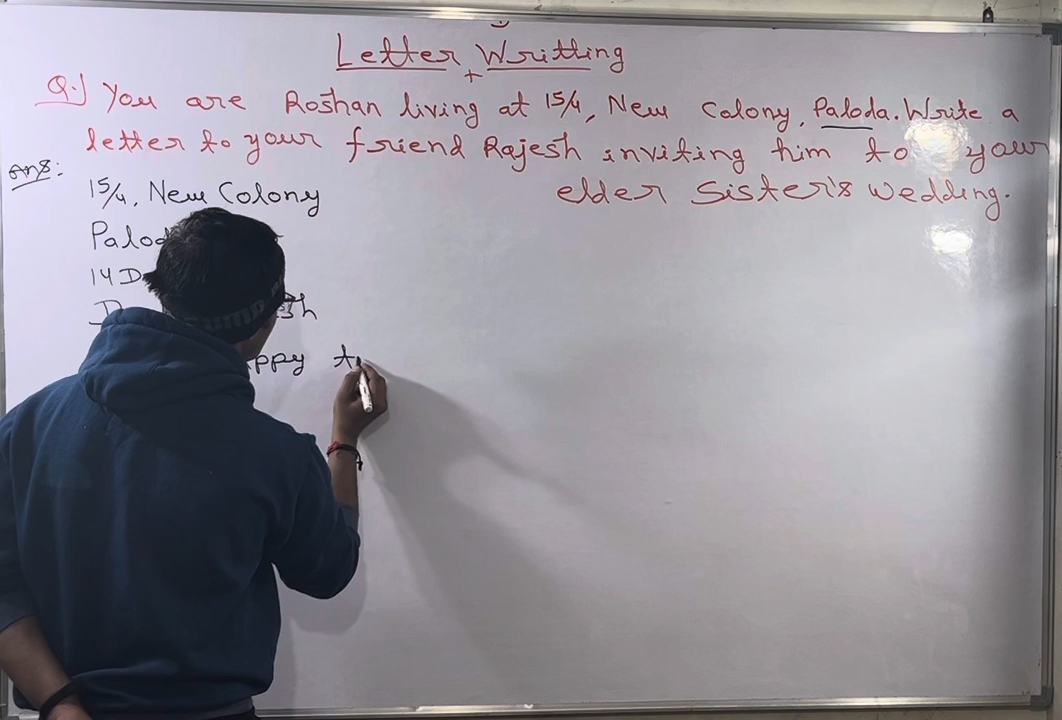 Letter Writting
Q.) You are Roshan living at 15/4, New Colony, Paloda. Write a
letter to your friend Rajesh inviting him to your
elder Sister's wedding.
Ans:
15/4, New Colony
14 D